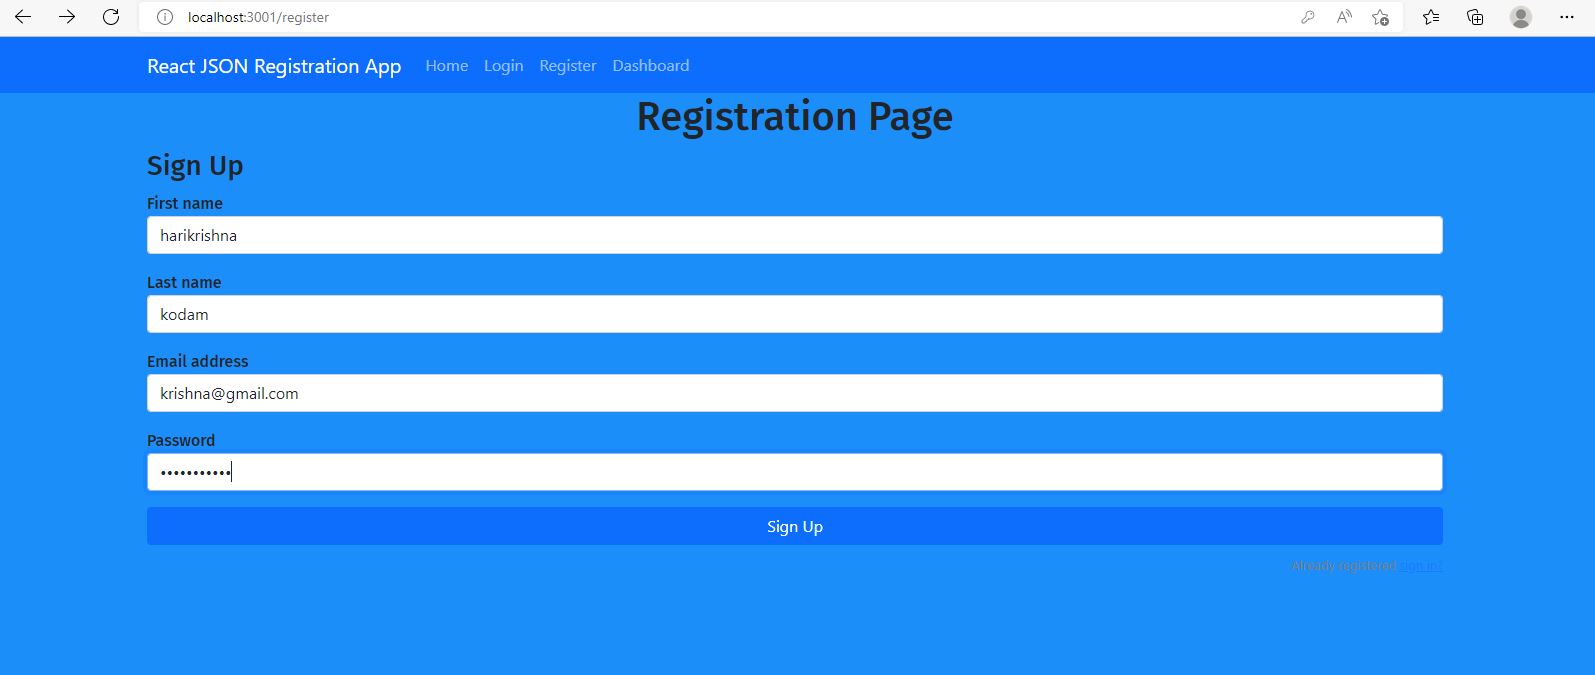 localhost:3001/register
React JSON Registration App Home Login Register Dashboard
Registration Page
Sign Up
First name
harikrishna
Last name
kodam
Email address
krishna@gmail.com
Password
•••••••••••
Sign Up
Already registered sign in?